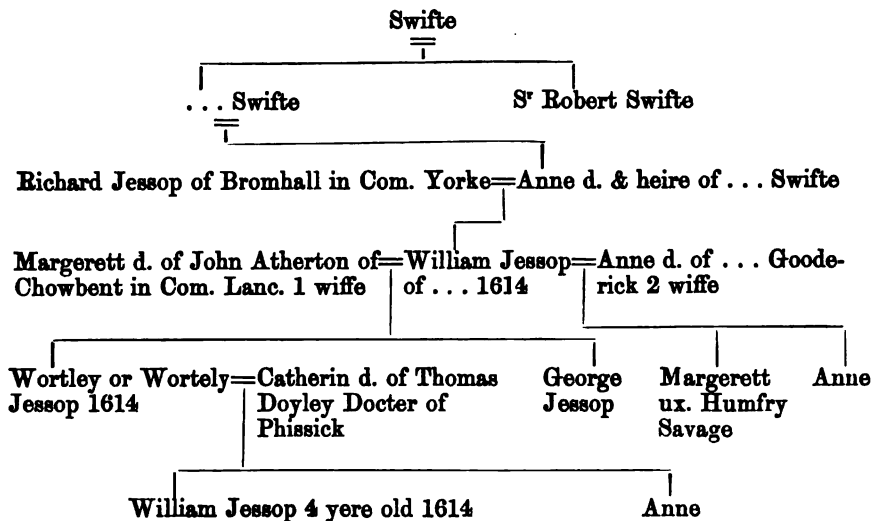 Swifte
... Swifte
Sʳ Robert Swifte
Richard Jessop of Bromhall in Com. Yorke=Anne d. & heire of ... Swifte
Margerett d. of John Atherton of=William Jessop=Anne d. of ... Goode-
Chowbent in Com. Lanc. 1 wiffe
of ... 1614
rick 2 wiffe
Wortley or Wortely=Catherin d. of Thomas
Jessop 1614
Doyley Docter of
Phissick
George
Jessop
Margerett
ux. Humfry
Savage
Anne
William Jessop 4 yere old 1614
Anne